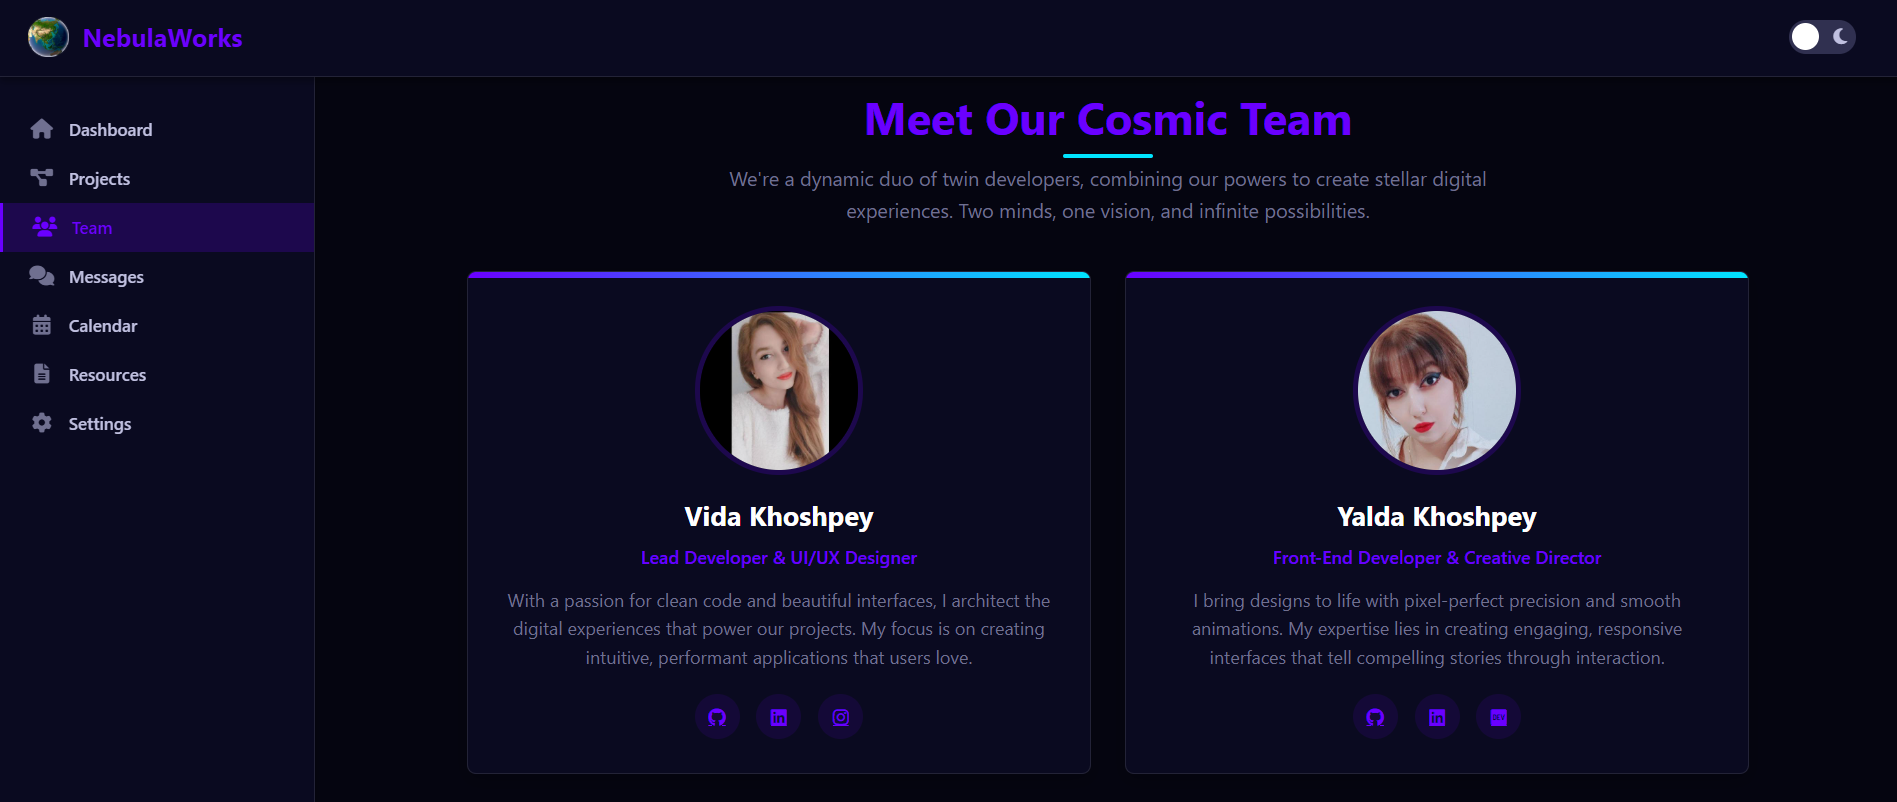 NebulaWorks
Dashboard
Projects
Team
Messages
Calendar
Resources
Settings
Meet Our Cosmic Team
We're a dynamic duo of twin developers, combining our powers to create stellar digital
experiences. Two minds, one vision, and infinite possibilities.
Vida Khoshpey
Lead Developer & UI/UX Designer
With a passion for clean code and beautiful interfaces, I architect the
digital experiences that power our projects. My focus is on creating
intuitive, performant applications that users love.
in
Yalda Khoshpey
Front-End Developer & Creative Director
I bring designs to life with pixel-perfect precision and smooth
animations. My expertise lies in creating engaging, responsive
interfaces that tell compelling stories through interaction.
in
DEV